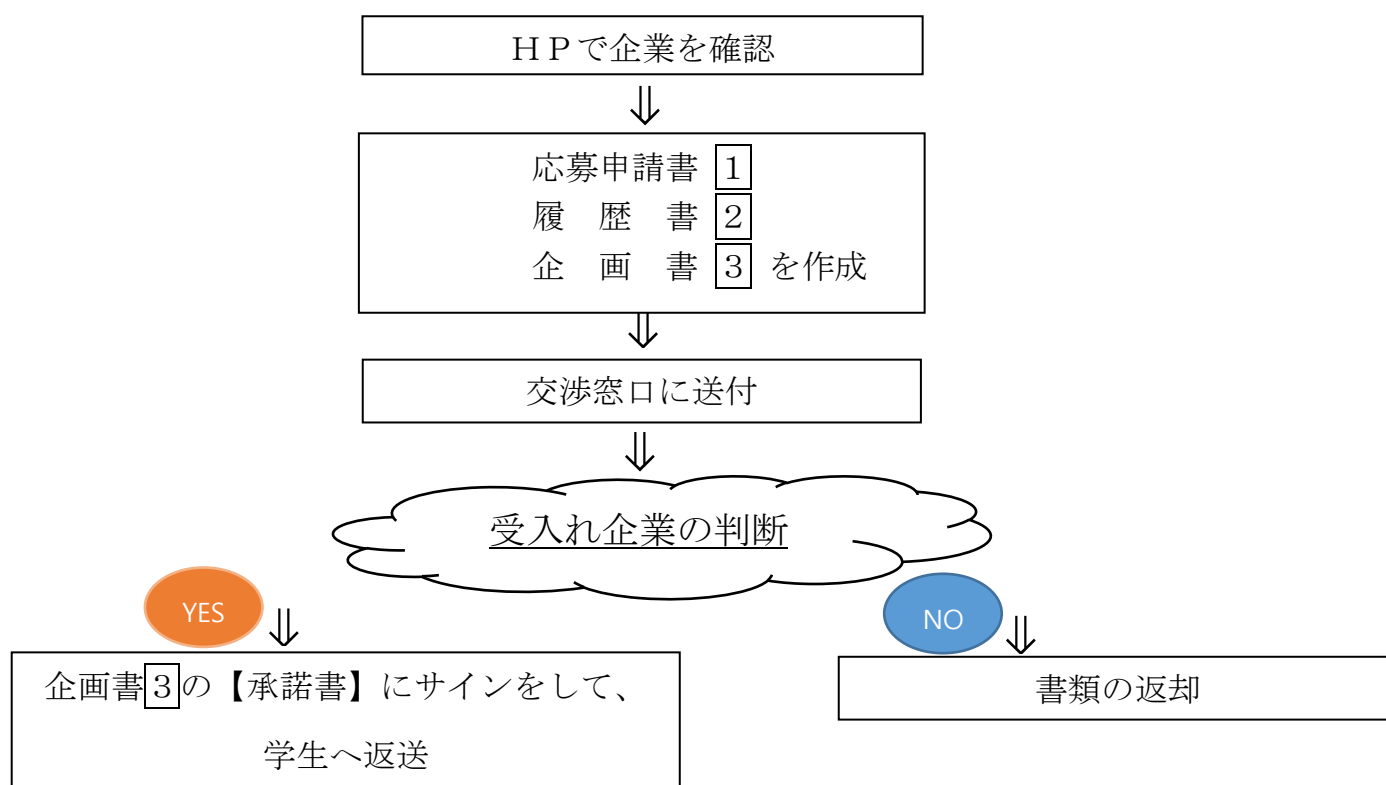 ＨＰで企業を確認
⇓
応募申請書 1
履　歴　書 2
企　画　書 3 を作成
⇓
交渉窓口に送付
⇓
受入れ企業の判断
YES ⇓
NO ⇓
企画書3の【承諾書】にサインをして、
学生へ返送
書類の返却